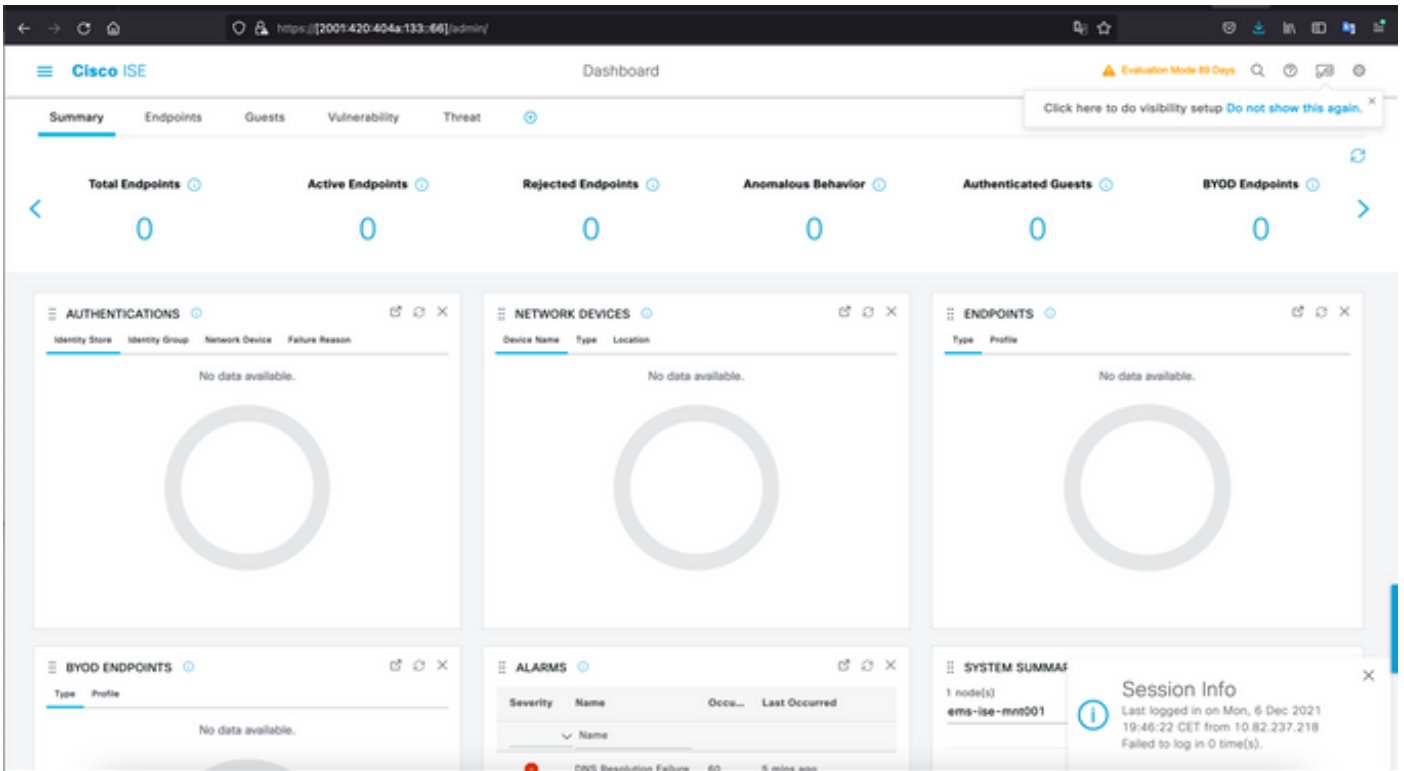 https://[2001:420:404a:133::66]/admin/
Cisco ISE
Dashboard
Evaluation Mode 89 Days
Click here to do visibility setup Do not show this again.
Summary Endpoints Guests Vulnerability Threat
Total Endpoints Active Endpoints Rejected Endpoints Anomalous Behavior Authenticated Guests BYOD Endpoints
0 0 0 0 0 0
AUTHENTICATIONS
Identity Store Identity Group Network Device Failure Reason
No data available.
NETWORK DEVICES
Device Name Type Location
No data available.
ENDPOINTS
Type Profile
No data available.
BYOD ENDPOINTS
Type Profile
No data available.
ALARMS
Severity Name Occu... Last Occurred
Name
DNS Resolution Failure 60 5 mins ago
SYSTEM SUMMAR
1 node(s)
ems-ise-mnt001
Session Info
Last logged in on Mon, 6 Dec 2021
19:46:22 CET from 10.82.237.218
Failed to log in 0 time(s).